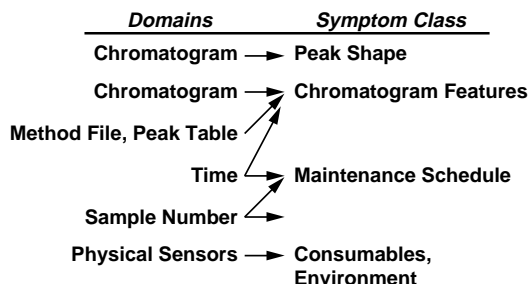 Domains Symptom Class
Chromatogram Peak Shape
Chromatogram Chromatogram Features
Method File, Peak Table
Time Maintenance Schedule
Sample Number
Physical Sensors Consumables,
Environment